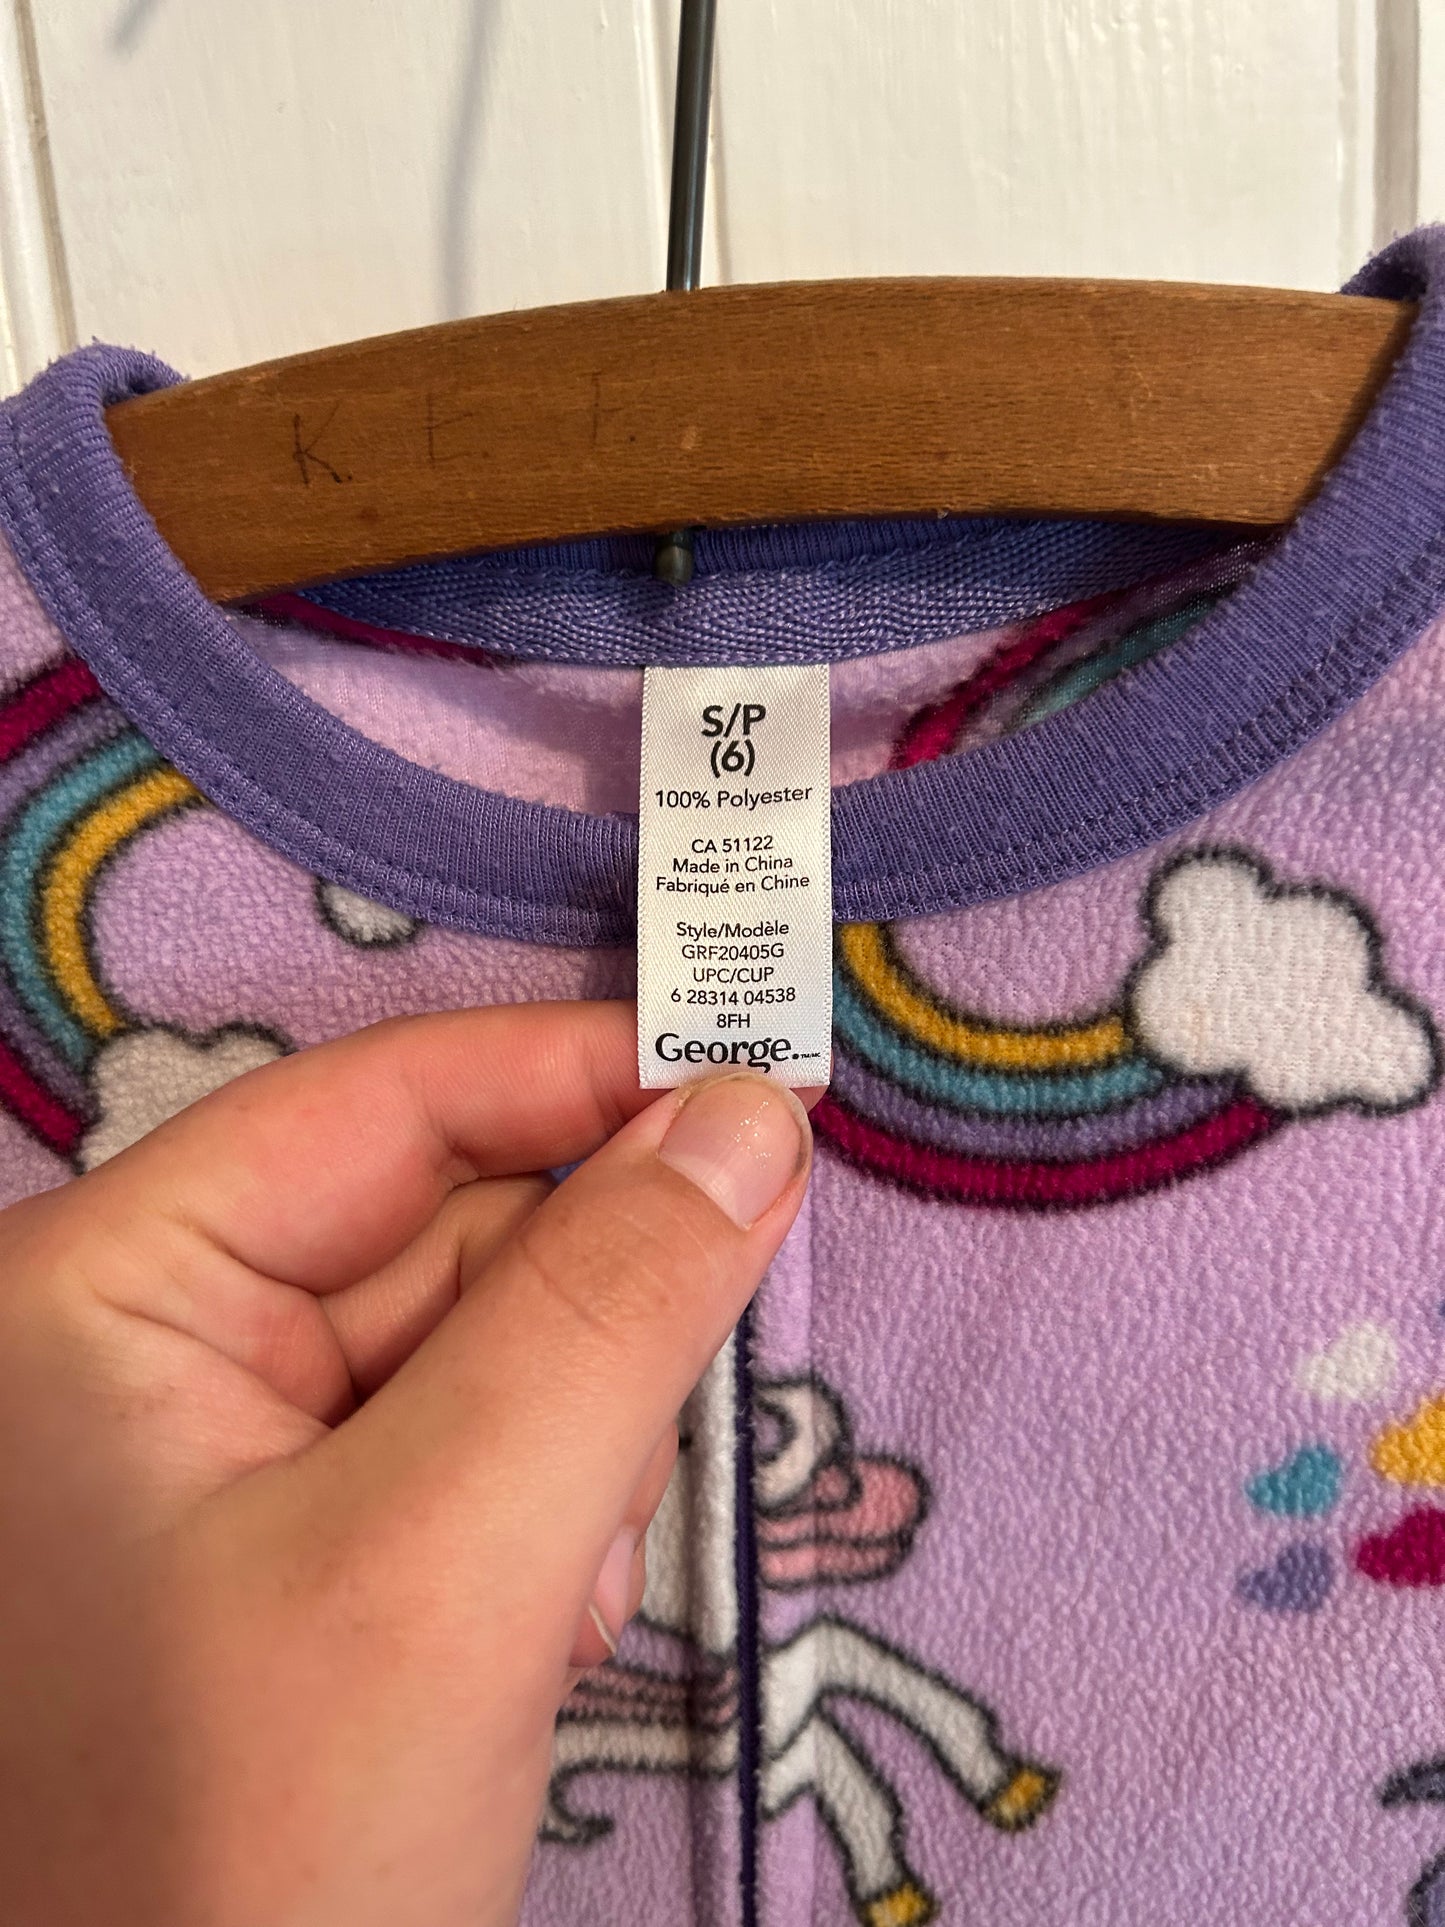 K. E. F
S/P
(6)
100% Polyester
CA 51122
Made in China
Fabriqué en Chine
Style/Modèle
GRF20405G
UPC/CUP
6 28314 04538
8FH
George.